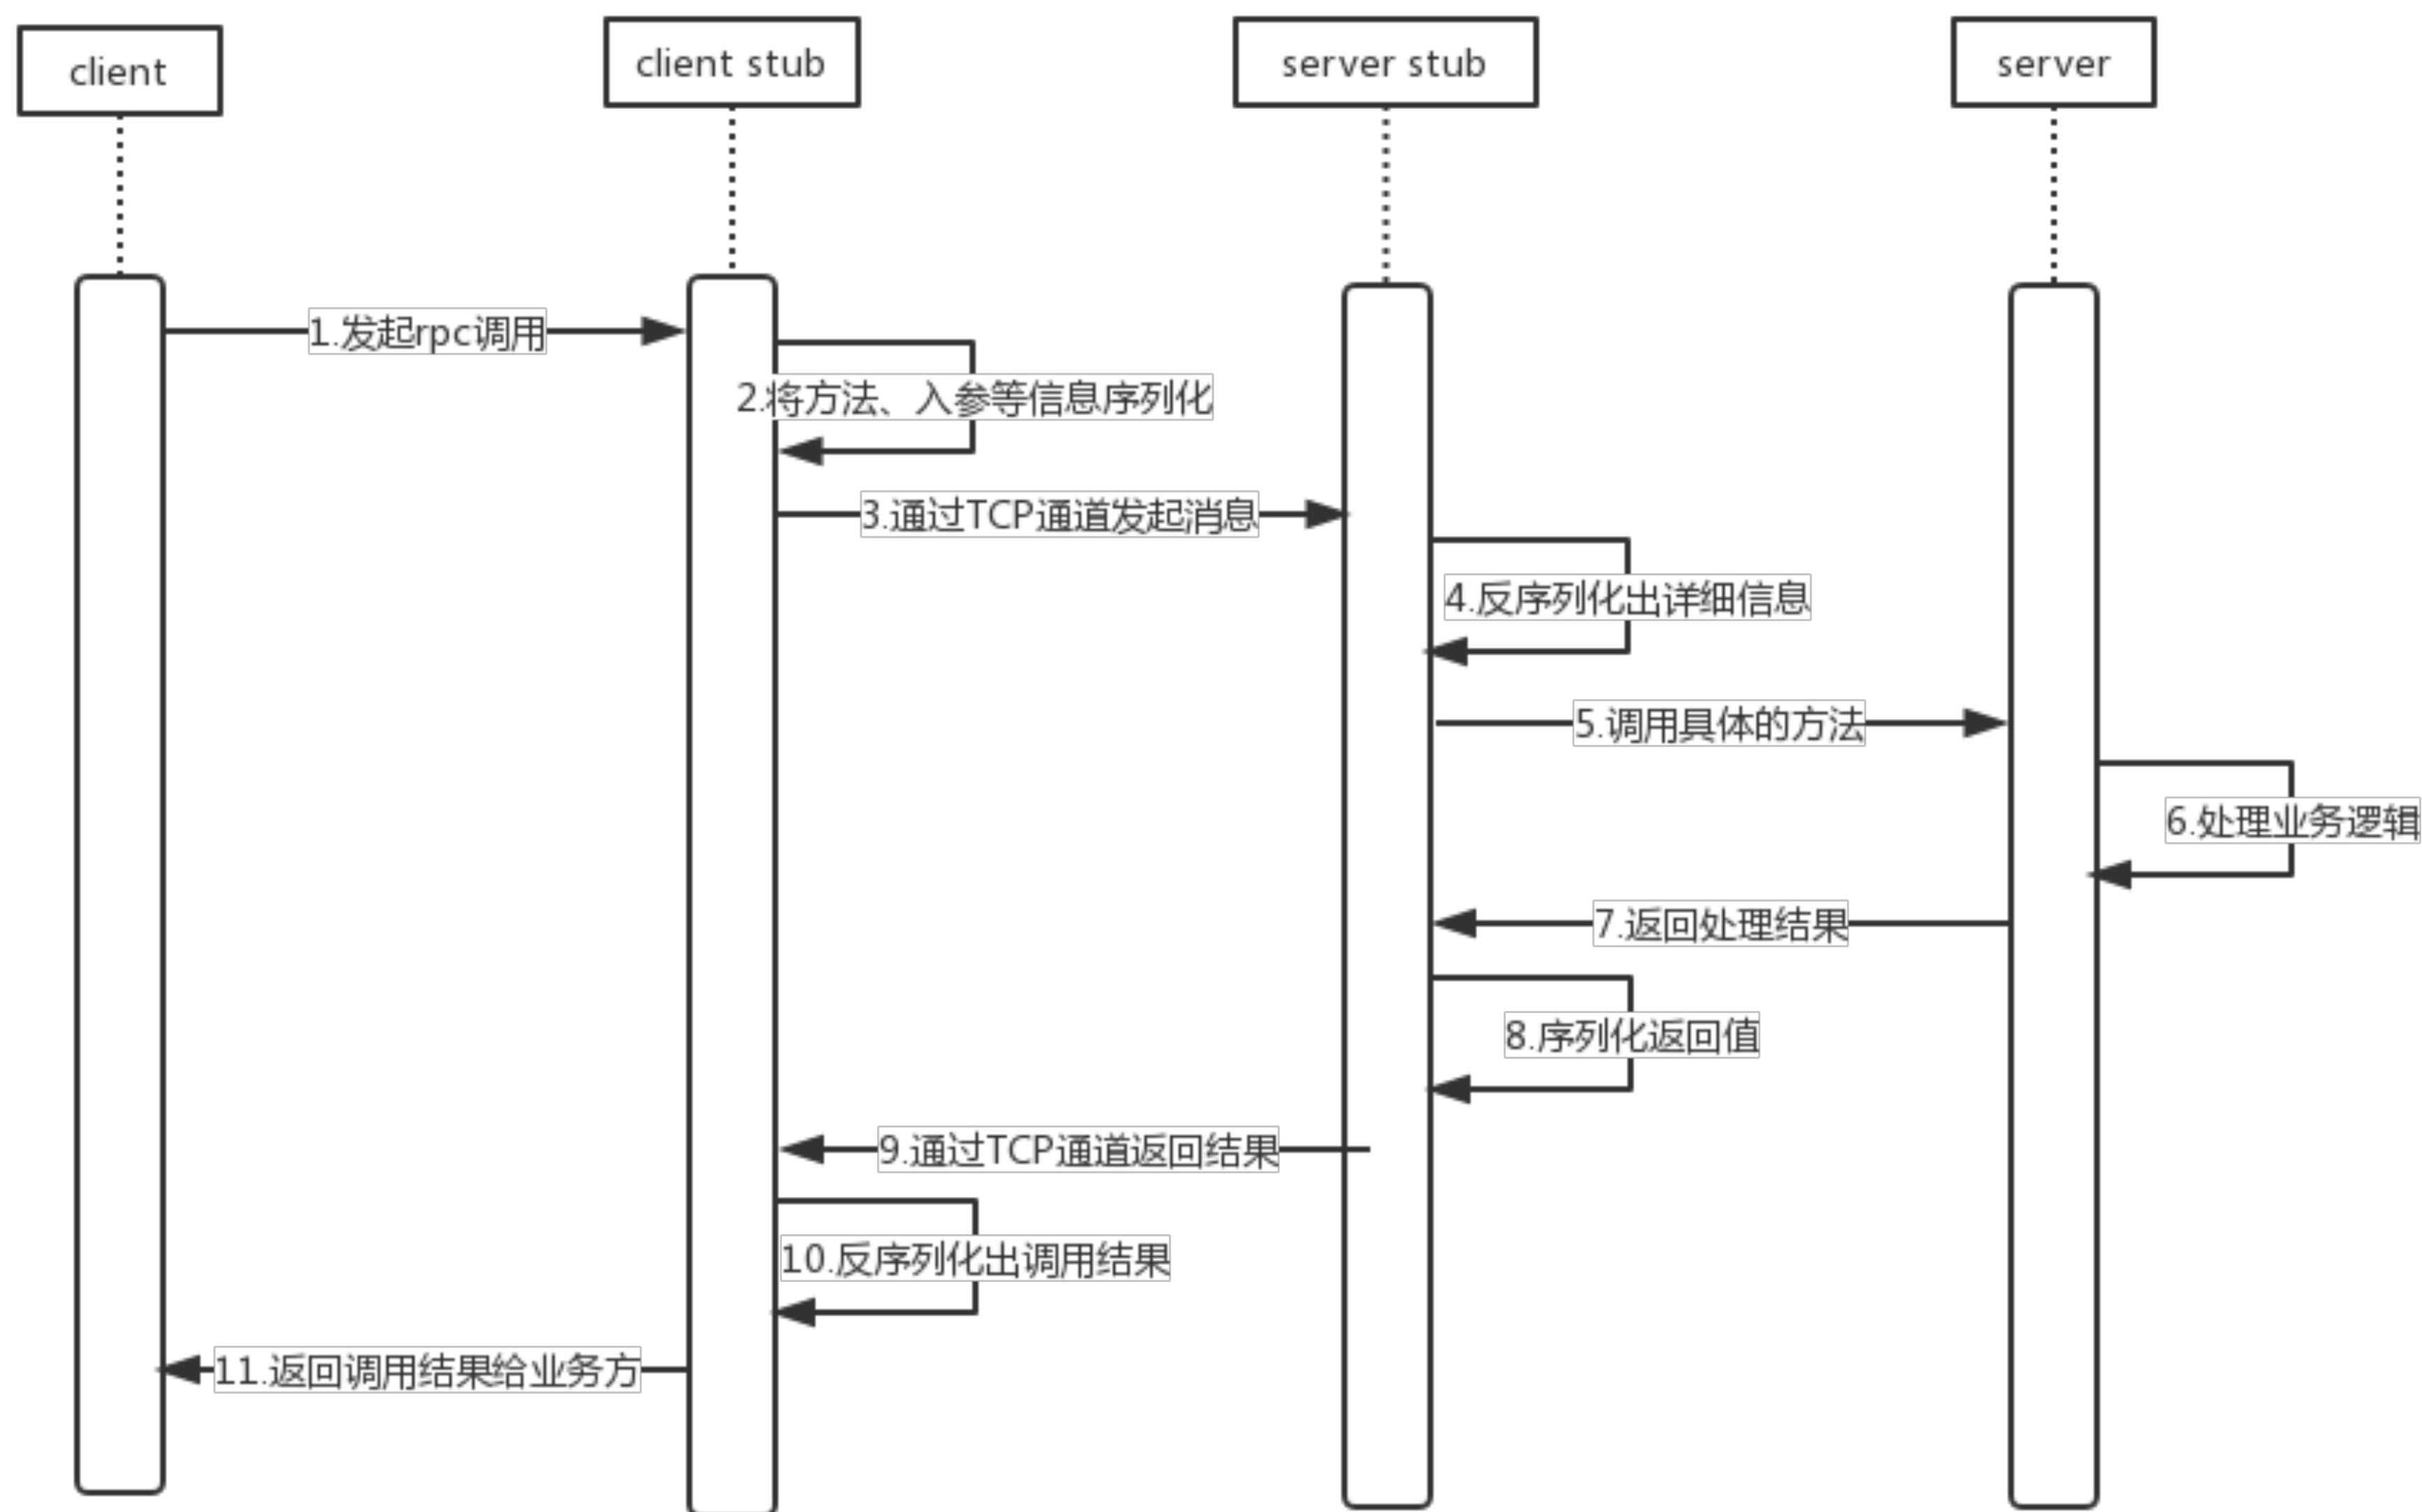 client
client stub
server stub
server
1.发起rpc调用
2.将方法、入参等信息序列化
3.通过TCP通道发起消息
4.反序列化出详细信息
5.调用具体的方法
6.处理业务逻辑
7.返回处理结果
8.序列化返回值
9.通过TCP通道返回结果
10.反序列化出调用结果
11.返回调用结果给业务方